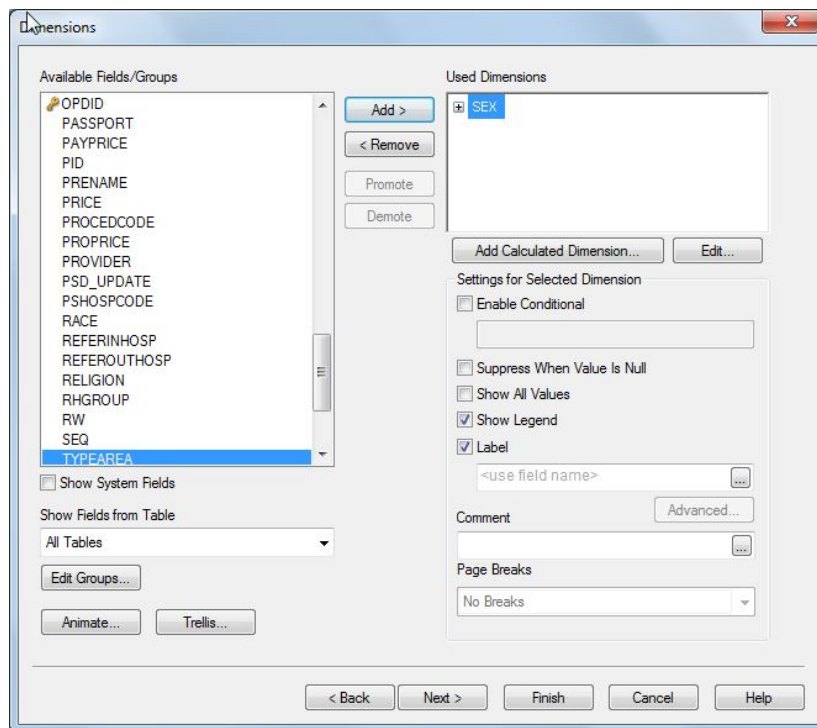 Dimensions
Available Fields/Groups
OPDID
PASSPORT
PAYPRICE
PID
PRENAME
PRICE
PROCEDCODE
PROPRICE
PROVIDER
PSD_UPDATE
PSHOSPCODE
RACE
REFERINHOSP
REFEROUTHOSP
RELIGION
RHGROUP
RW
SEQ
TYPEAREA
Show System Fields
Show Fields from Table
All Tables
Edit Groups...
Animate...
Trellis...
Add >
< Remove
Promote
Demote
Used Dimensions
SEX
Add Calculated Dimension...
Edit...
Settings for Selected Dimension
Enable Conditional
Suppress When Value Is Null
Show All Values
Show Legend
Label
<use field name>
...
Advanced...
Comment
...
Page Breaks
No Breaks
< Back
Next >
Finish
Cancel
Help